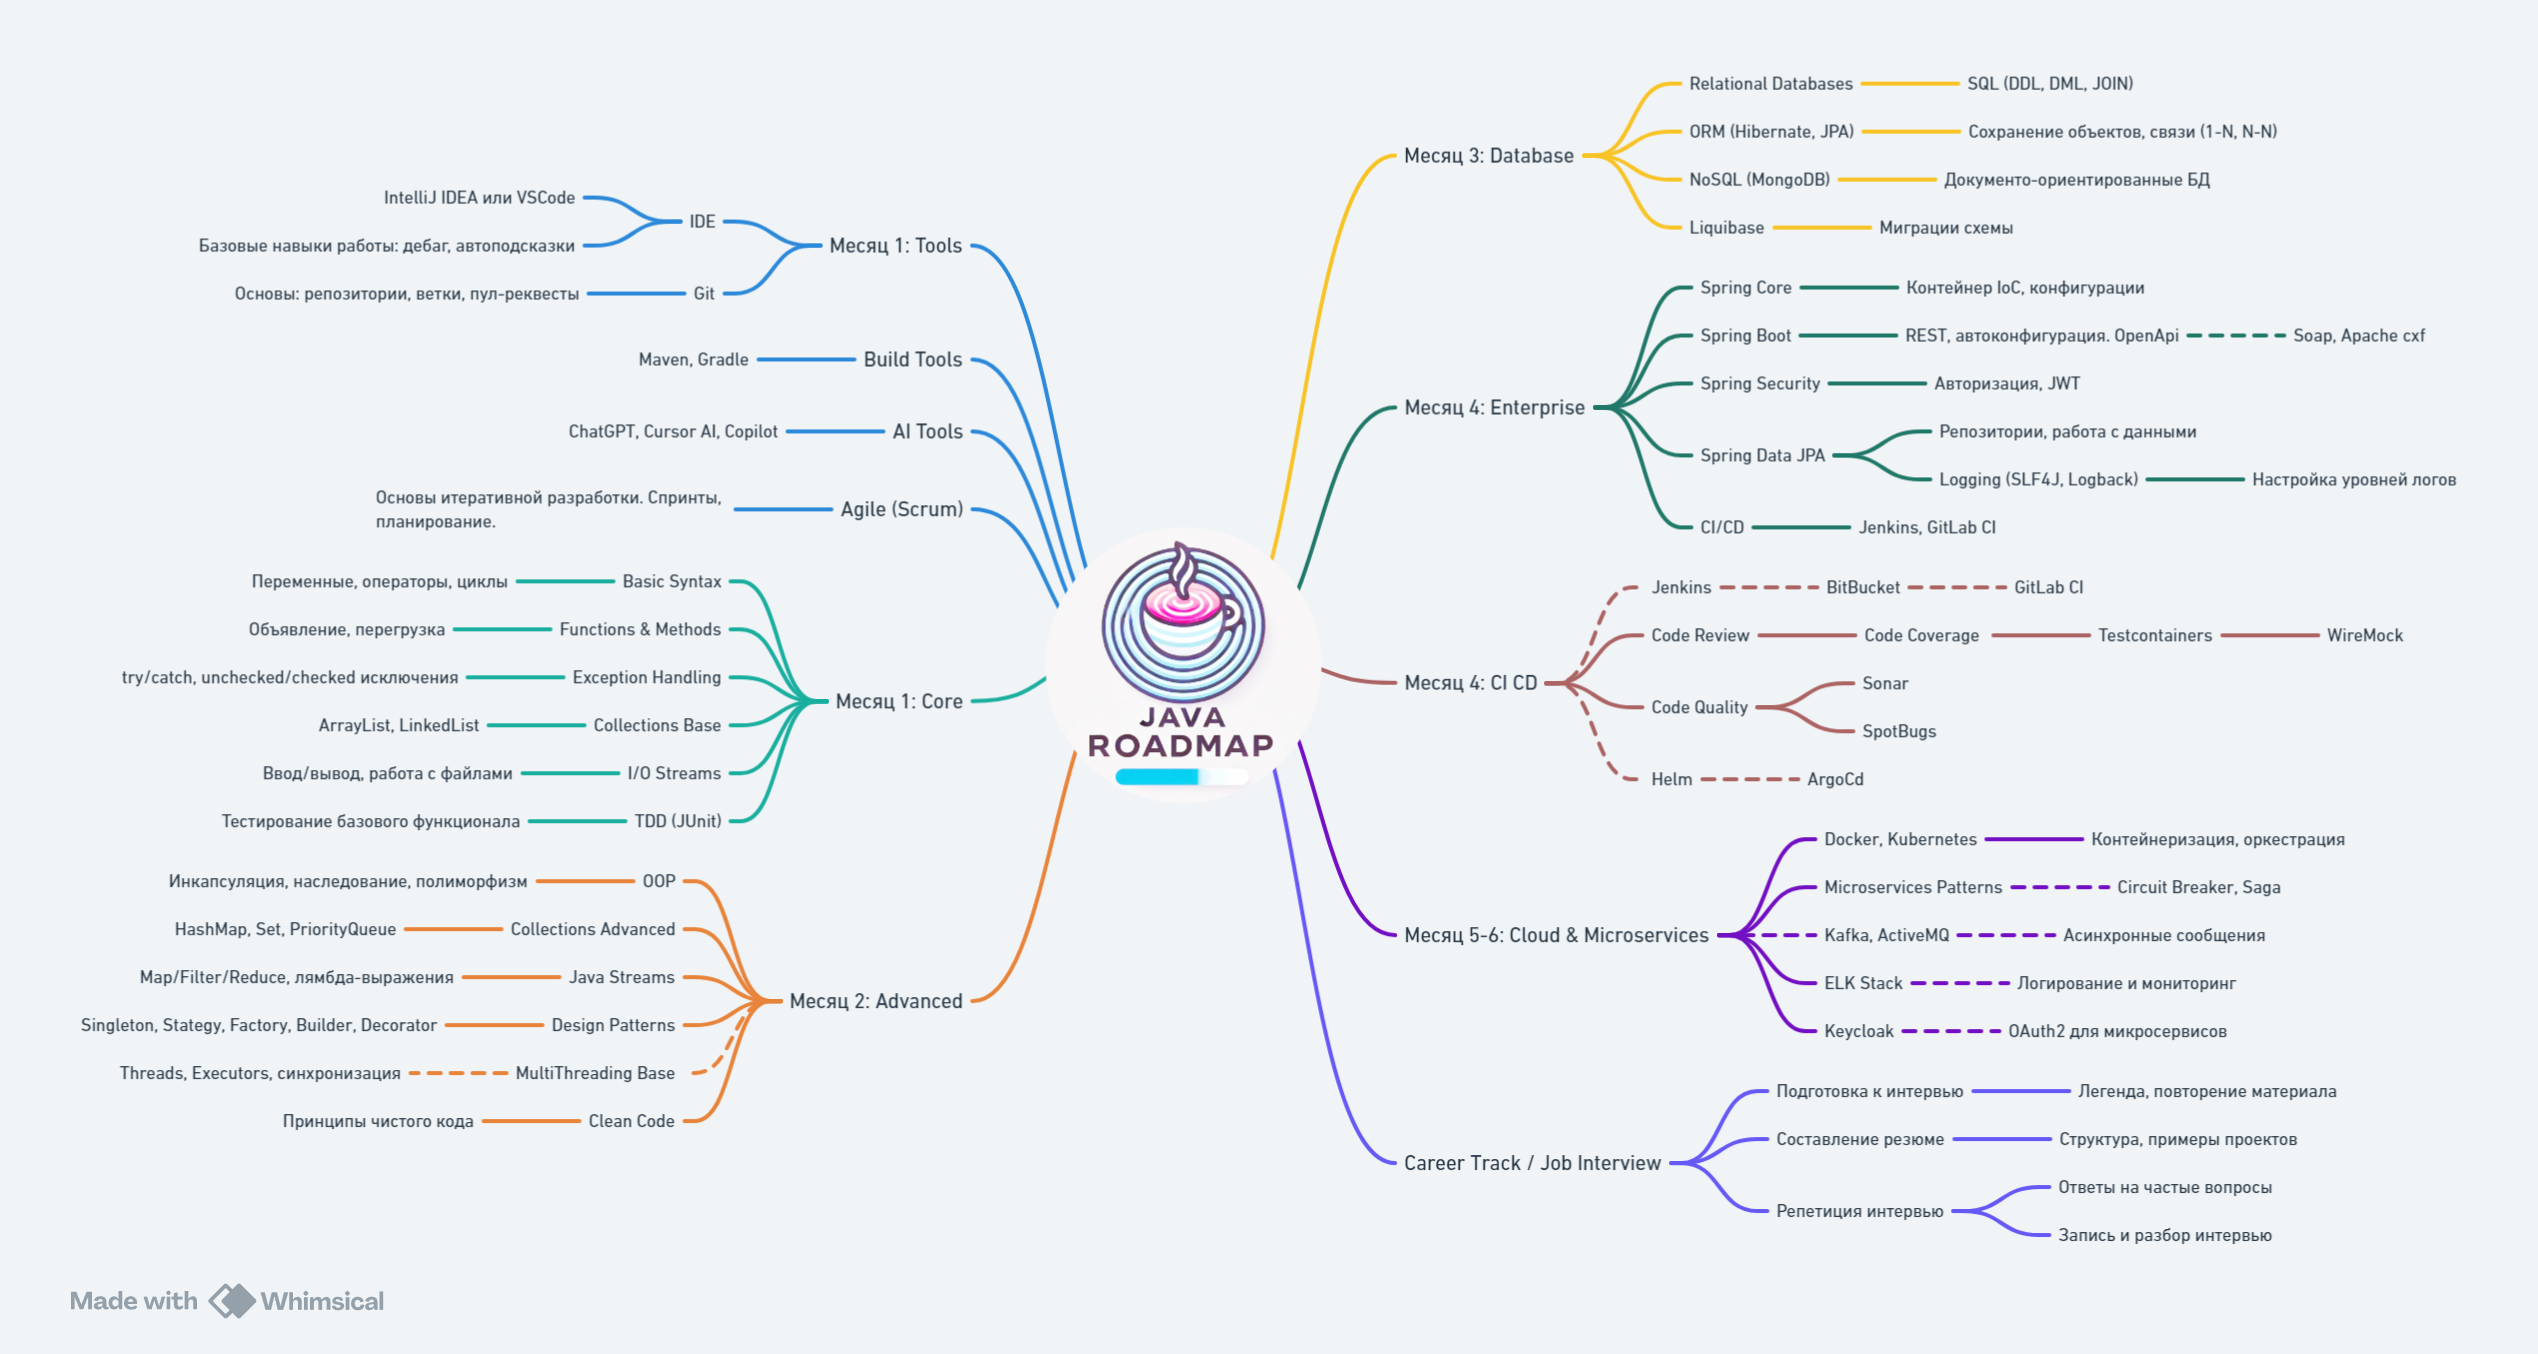 IntelliJ IDEA или VSCode
IDE
Базовые навыки работы: дебаг, автоподсказки
Месяц 1: Tools
Основы: репозитории, ветки, пул-реквесты
Git
Maven, Gradle
Build Tools
ChatGPT, Cursor AI, Copilot
AI Tools
Основы итеративной разработки. Спринты,
планирование.
Agile (Scrum)
Переменные, операторы, циклы
Basic Syntax
Объявление, перегрузка
Functions & Methods
try/catch, unchecked/checked исключения
Exception Handling
Месяц 1: Core
ArrayList, LinkedList
Collections Base
Ввод/вывод, работа с файлами
I/O Streams
Тестирование базового функционала
TDD (JUnit)
Инкапсуляция, наследование, полиморфизм
OOP
HashMap, Set, PriorityQueue
Collections Advanced
Map/Filter/Reduce, лямбда-выражения
Java Streams
Месяц 2: Advanced
Singleton, Stategy, Factory, Builder, Decorator
Design Patterns
Threads, Executors, синхронизация
MultiThreading Base
Принципы чистого кода
Clean Code
JAVA
ROADMAP
Месяц 3: Database
Relational Databases
SQL (DDL, DML, JOIN)
ORM (Hibernate, JPA)
Сохранение объектов, связи (1-N, N-N)
NoSQL (MongoDB)
Документо-ориентированные БД
Liquibase
Миграции схемы
Месяц 4: Enterprise
Spring Core
Контейнер IoC, конфигурации
Spring Boot
REST, автоконфигурация. OpenApi
Soap, Apache cxf
Spring Security
Авторизация, JWT
Spring Data JPA
Репозитории, работа с данными
Logging (SLF4J, Logback)
Настройка уровней логов
CI/CD
Jenkins, GitLab CI
Месяц 4: CI CD
Jenkins
BitBucket
GitLab CI
Code Review
Code Coverage
Testcontainers
WireMock
Code Quality
Sonar
SpotBugs
Helm
ArgoCd
Месяц 5-6: Cloud & Microservices
Docker, Kubernetes
Контейнеризация, оркестрация
Microservices Patterns
Circuit Breaker, Saga
Kafka, ActiveMQ
Асинхронные сообщения
ELK Stack
Логирование и мониторинг
Keycloak
OAuth2 для микросервисов
Career Track / Job Interview
Подготовка к интервью
Легенда, повторение материала
Составление резюме
Структура, примеры проектов
Репетиция интервью
Ответы на частые вопросы
Запись и разбор интервью
Made with Whimsical